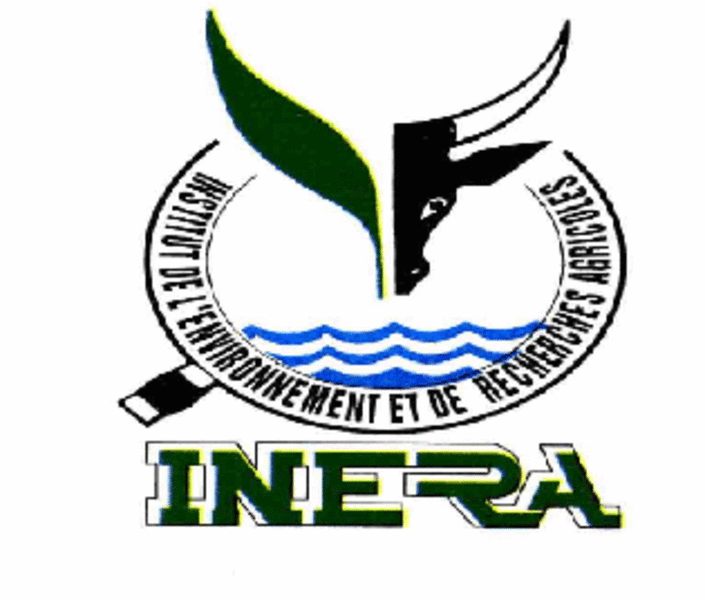 INSTITUT DE L'ENVIRONNEMENT ET DE RECHERCHES AGRICOLES
INERA